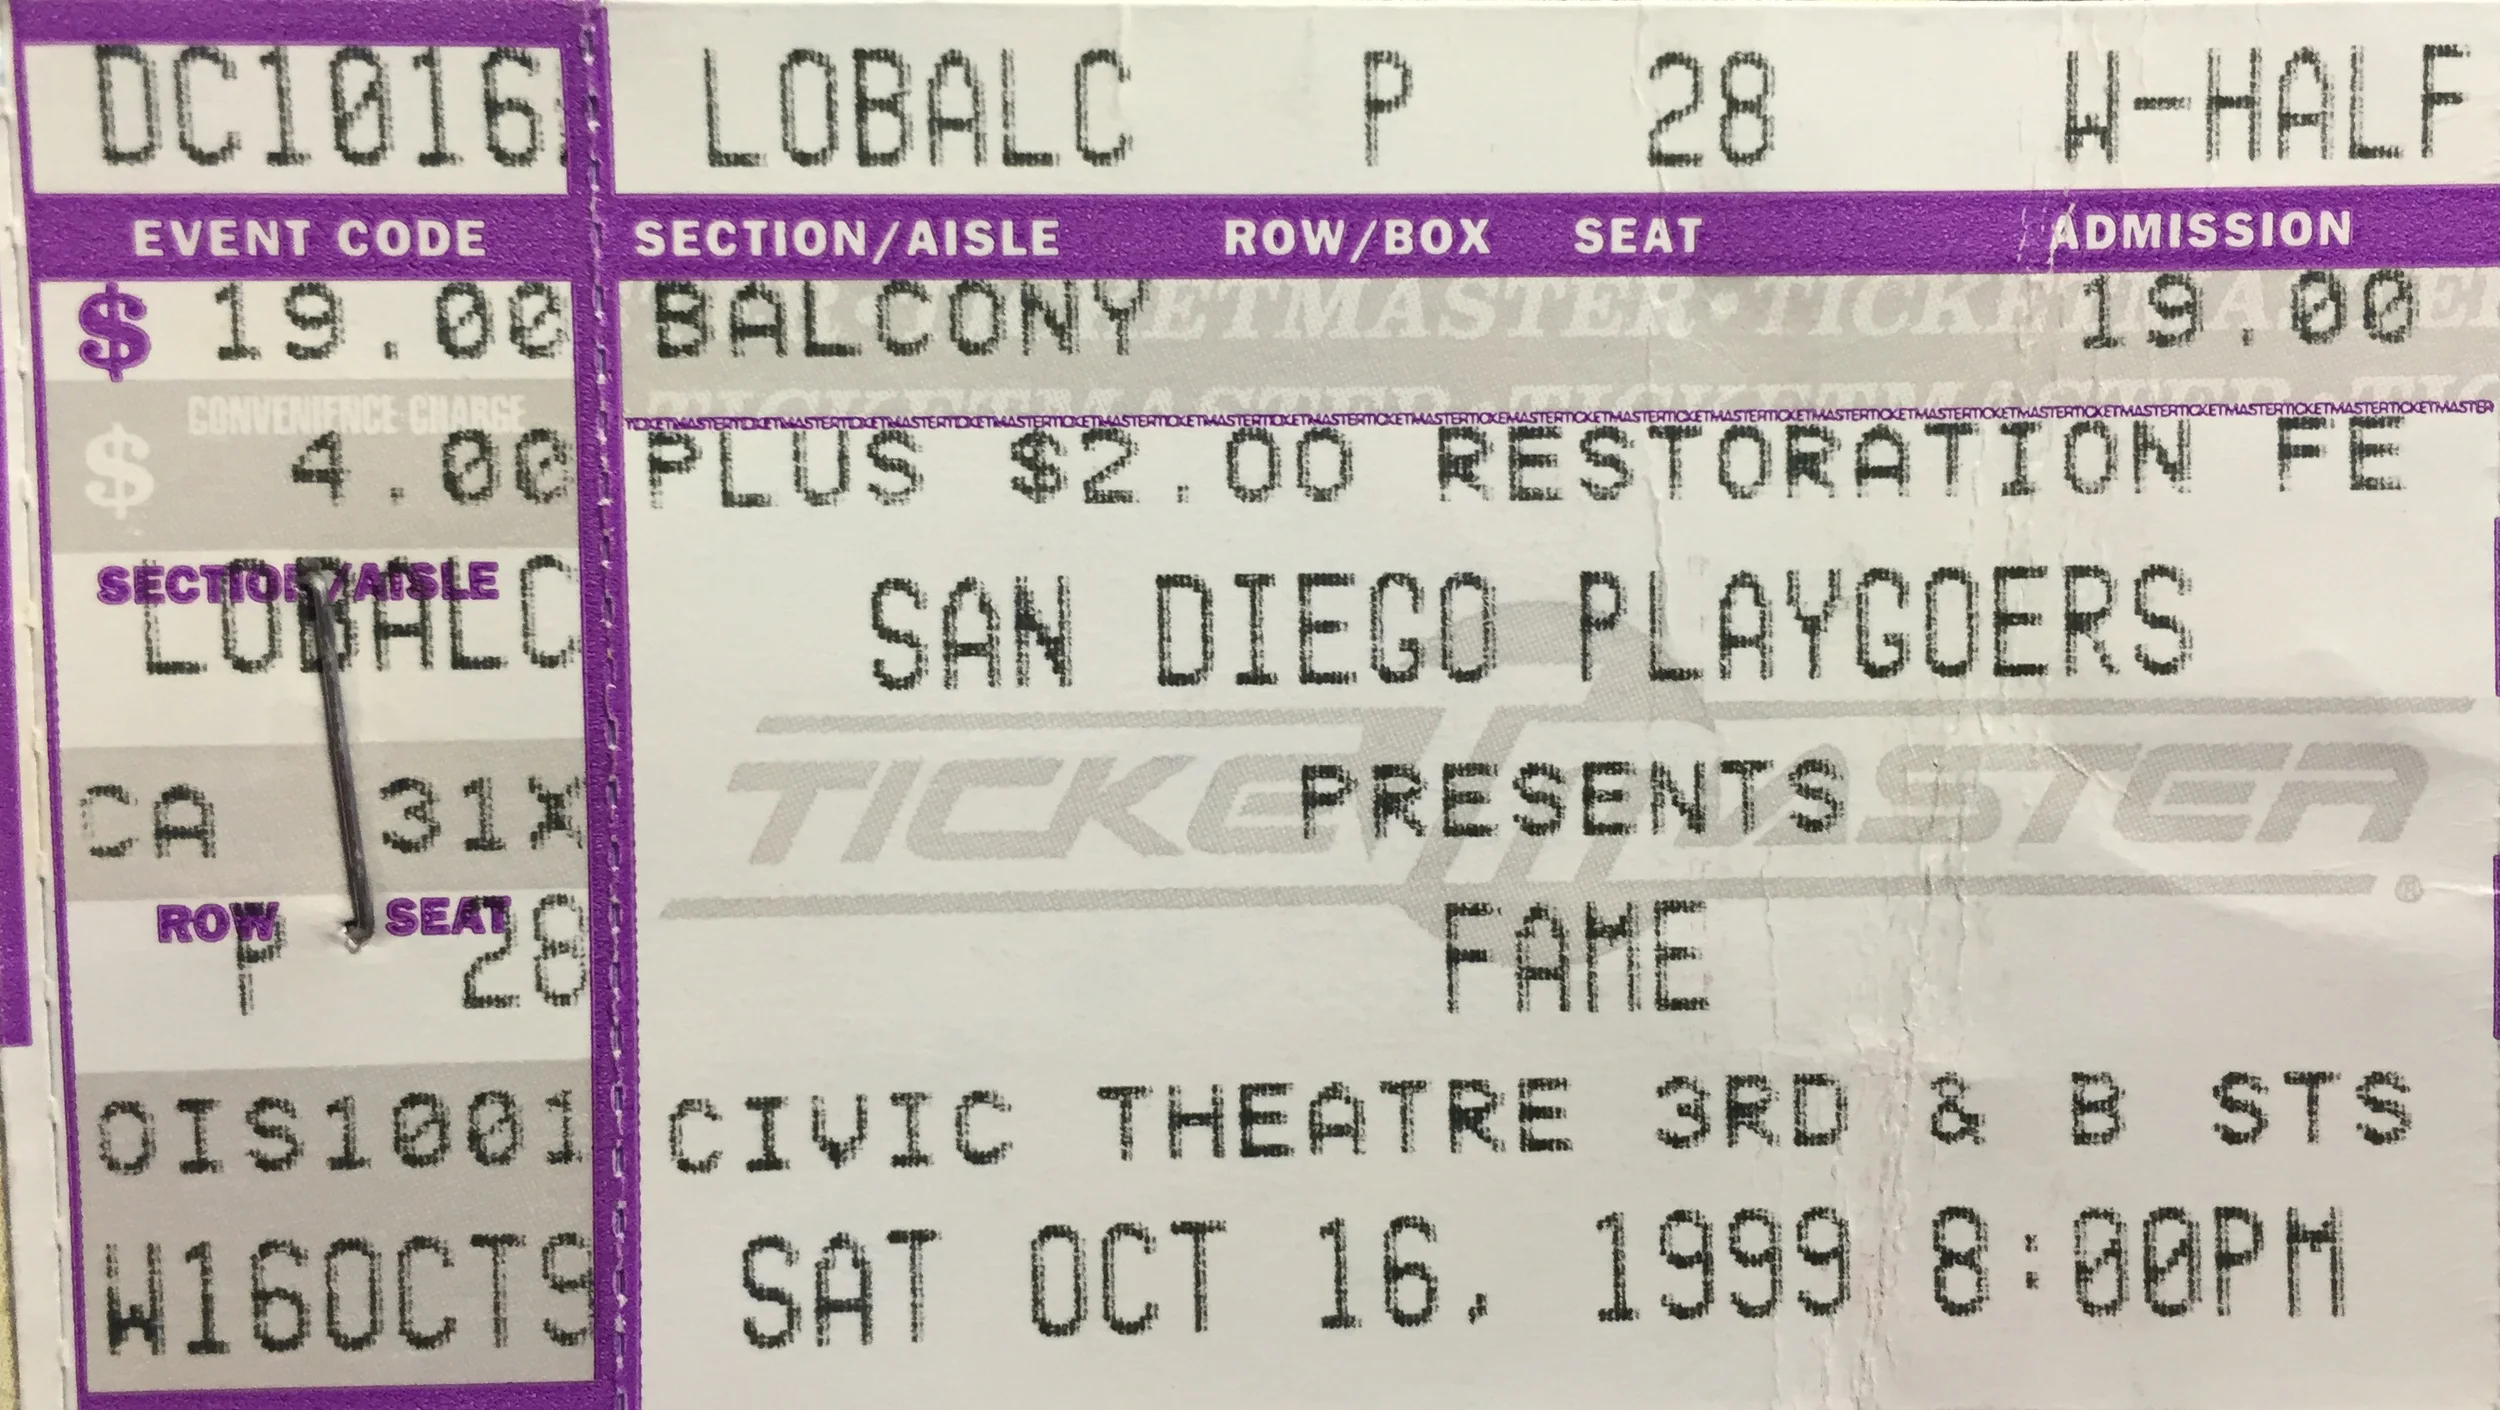 DC1016 LOBALC P 28 W-HALF
EVENT CODE SECTION/AISLE ROW/BOX SEAT ADMISSION
$ 19.00 BALCONY 19.00
CONVENIENCE CHARGE
$ 4.00 PLUS $2.00 RESTORATION FE
SECTION/AISLE
LOBALC SAN DIEGO PLAYGOERS
TICKETMASTER
CA 31X PRESENTS
ROW SEAT
P 28 FAME
OIS1001 CIVIC THEATRE 3RD & B STS
W16OCT9 SAT OCT 16, 1999 8:00PM